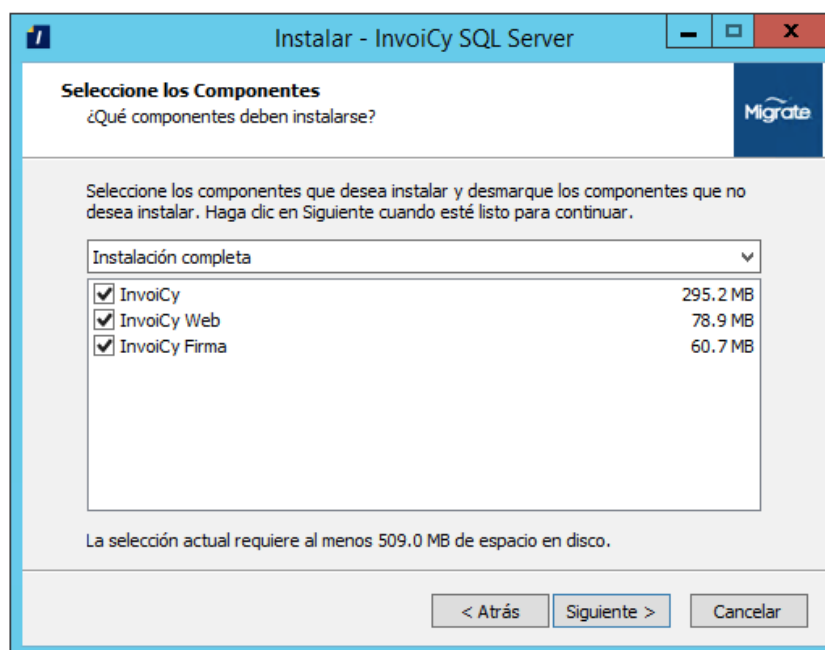 Instalar - InvoiCy SQL Server
Seleccione los Componentes
¿Qué componentes deben instalarse?
Migrate
Seleccione los componentes que desea instalar y desmarque los componentes que no
desea instalar. Haga clic en Siguiente cuando esté listo para continuar.
Instalación completa
InvoiCy 295.2 MB
InvoiCy Web 78.9 MB
InvoiCy Firma 60.7 MB
La selección actual requiere al menos 509.0 MB de espacio en disco.
< Atrás Siguiente > Cancelar